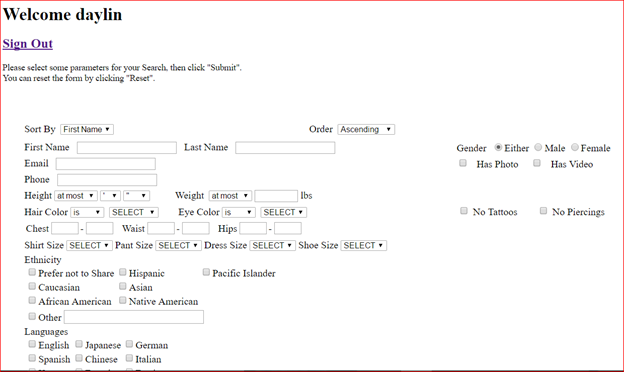 Welcome daylin
Sign Out
Please select some parameters for your Search, then click "Submit".
You can reset the form by clicking "Reset".
Sort By First Name Order Ascending
First Name Last Name Gender Either Male Female
Email Has Photo Has Video
Phone
Height at most ' " Weight at most lbs
Hair Color is SELECT Eye Color is SELECT No Tattoos No Piercings
Chest - Waist - Hips -
Shirt Size SELECT Pant Size SELECT Dress Size SELECT Shoe Size SELECT
Ethnicity
Prefer not to Share Hispanic Pacific Islander
Caucasian Asian
African American Native American
Other
Languages
English Japanese German
Spanish Chinese Italian